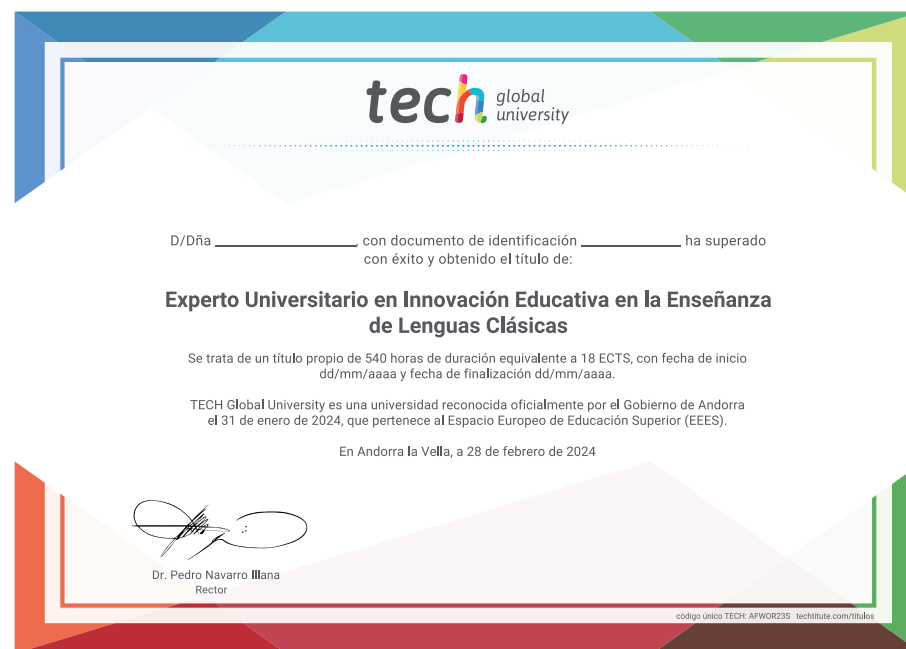 tech global university
D/Dña ____________________, con documento de identificación ______________ ha superado
con éxito y obtenido el título de:
Experto Universitario en Innovación Educativa en la Enseñanza
de Lenguas Clásicas
Se trata de un título propio de 540 horas de duración equivalente a 18 ECTS, con fecha de inicio
dd/mm/aaaa y fecha de finalización dd/mm/aaaa.
TECH Global University es una universidad reconocida oficialmente por el Gobierno de Andorra
el 31 de enero de 2024, que pertenece al Espacio Europeo de Educación Superior (EEES).
En Andorra la Vella, a 28 de febrero de 2024
Dr. Pedro Navarro Illana
Rector
código único TECH: AFWOR23S techtitute.com/titulos